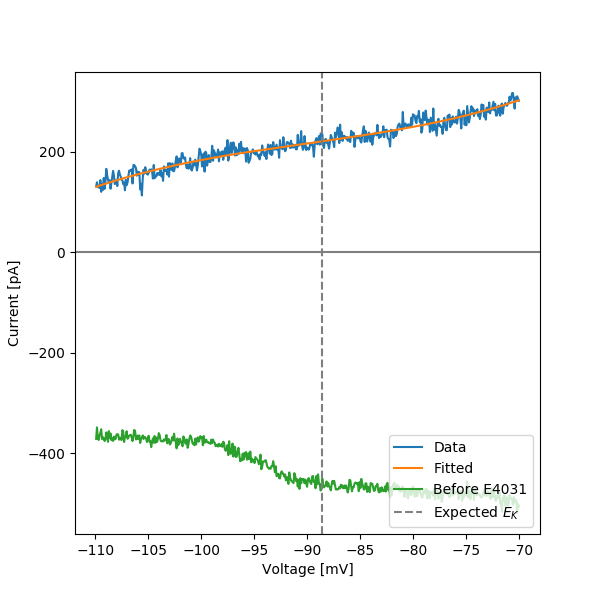 200
0
−200
−400
Current [pA]
−110
−105
−100
−95
−90
−85
−80
−75
−70
Voltage [mV]
Data
Fitted
Before E4031
Expected E_K